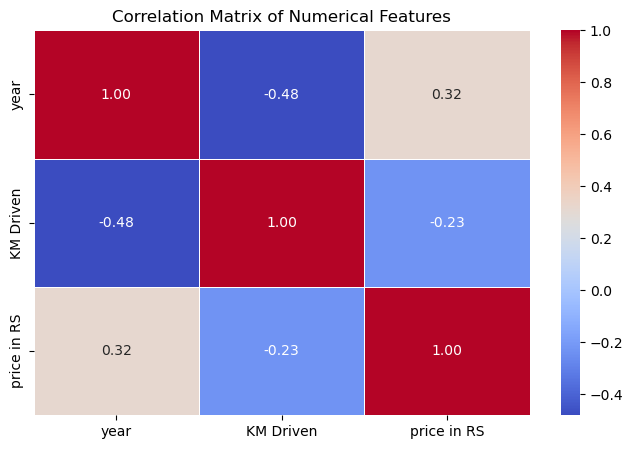 Correlation Matrix of Numerical Features
year 1.00 -0.48 0.32
KM Driven -0.48 1.00 -0.23
price in RS 0.32 -0.23 1.00
year KM Driven price in RS
1.0
0.8
0.6
0.4
0.2
0.0
−0.2
−0.4